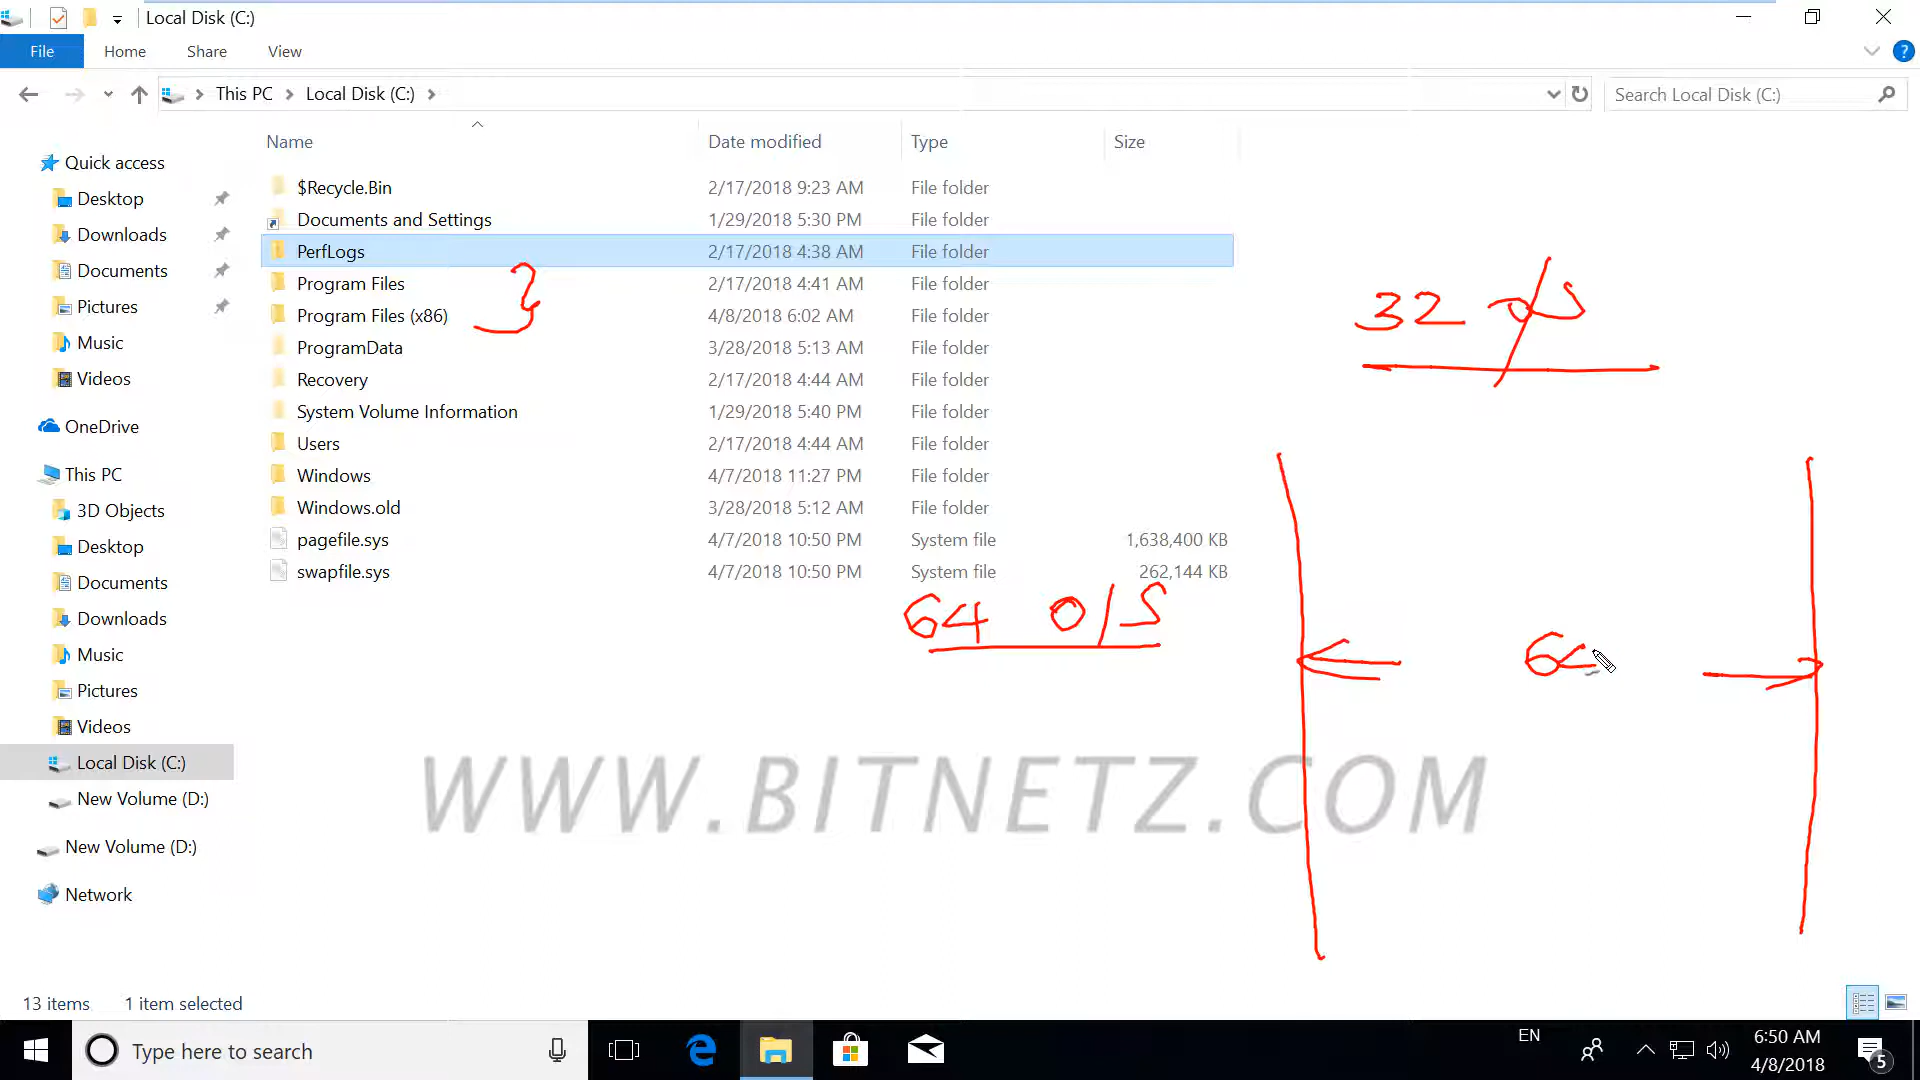 Local Disk (C:)
File Home Share View
This PC Local Disk (C:)
Search Local Disk (C:)
Name Date modified Type Size
Quick access
Desktop
Downloads
Documents
Pictures
Music
Videos
OneDrive
This PC
3D Objects
Desktop
Documents
Downloads
Music
Pictures
Videos
Local Disk (C:)
New Volume (D:)
New Volume (D:)
Network
$Recycle.Bin 2/17/2018 9:23 AM File folder
Documents and Settings 1/29/2018 5:30 PM File folder
PerfLogs 2/17/2018 4:38 AM File folder
Program Files 2/17/2018 4:41 AM File folder
Program Files (x86) 4/8/2018 6:02 AM File folder
ProgramData 3/28/2018 5:13 AM File folder
Recovery 2/17/2018 4:44 AM File folder
System Volume Information 1/29/2018 5:40 PM File folder
Users 2/17/2018 4:44 AM File folder
Windows 4/7/2018 11:27 PM File folder
Windows.old 3/28/2018 5:12 AM File folder
pagefile.sys 4/7/2018 10:50 PM System file 1,638,400 KB
swapfile.sys 4/7/2018 10:50 PM System file 262,144 KB
32 O/S
64 O/S
6
WWW.BITNETZ.COM
13 items 1 item selected
Type here to search
EN
6:50 AM
4/8/2018
5